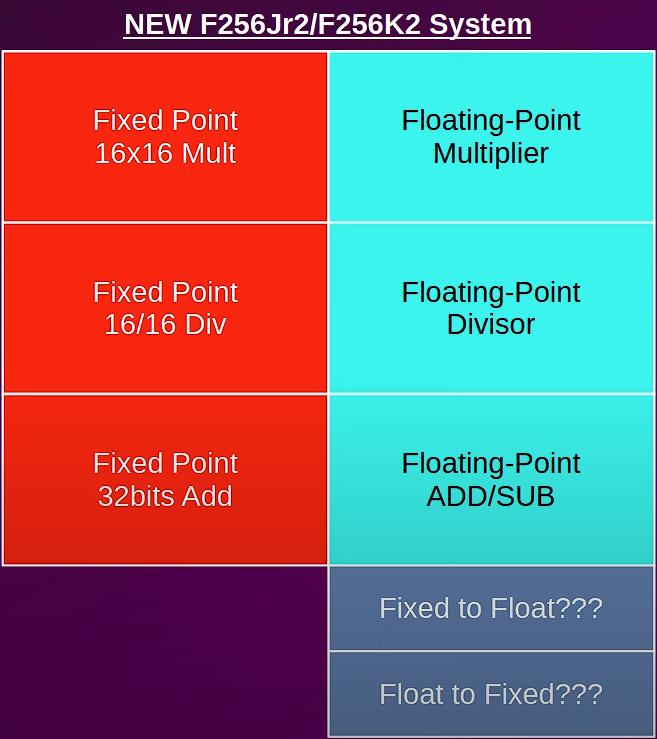 NEW F256Jr2/F256K2 System
Fixed Point
16x16 Mult
Floating-Point
Multiplier
Fixed Point
16/16 Div
Floating-Point
Divisor
Fixed Point
32bits Add
Floating-Point
ADD/SUB
Fixed to Float???
Float to Fixed???